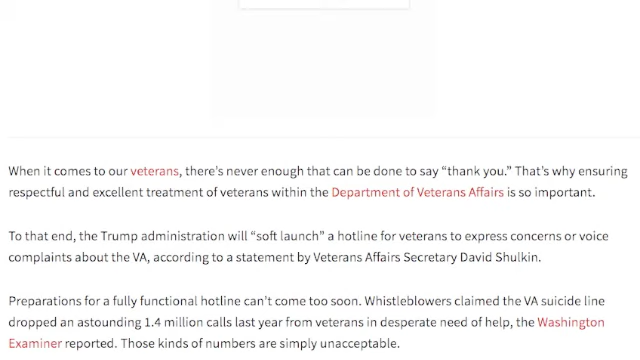 When it comes to our veterans, there’s never enough that can be done to say “thank you.” That’s why ensuring
respectful and excellent treatment of veterans within the Department of Veterans Affairs is so important.
To that end, the Trump administration will “soft launch” a hotline for veterans to express concerns or voice
complaints about the VA, according to a statement by Veterans Affairs Secretary David Shulkin.
Preparations for a fully functional hotline can’t come too soon. Whistleblowers claimed the VA suicide line
dropped an astounding 1.4 million calls last year from veterans in desperate need of help, the Washington
Examiner reported. Those kinds of numbers are simply unacceptable.